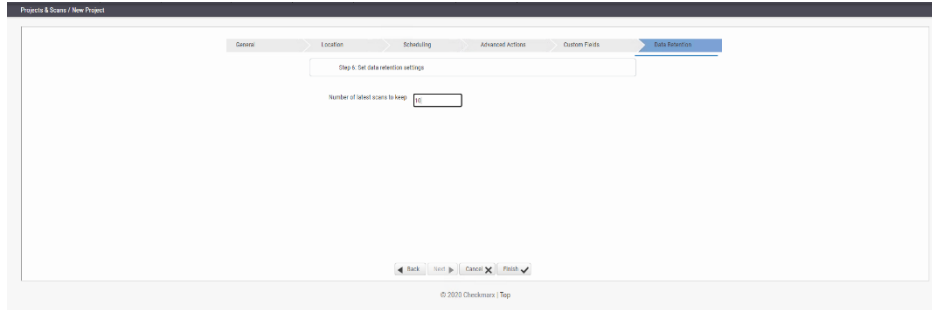 Projects & Scans / New Project
General Location Scheduling Advanced Actions Custom Fields Data Retention
Step 6: Set data retention settings
Number of latest scans to keep 10
Back Next Cancel Finish
© 2020 Checkmarx | Top